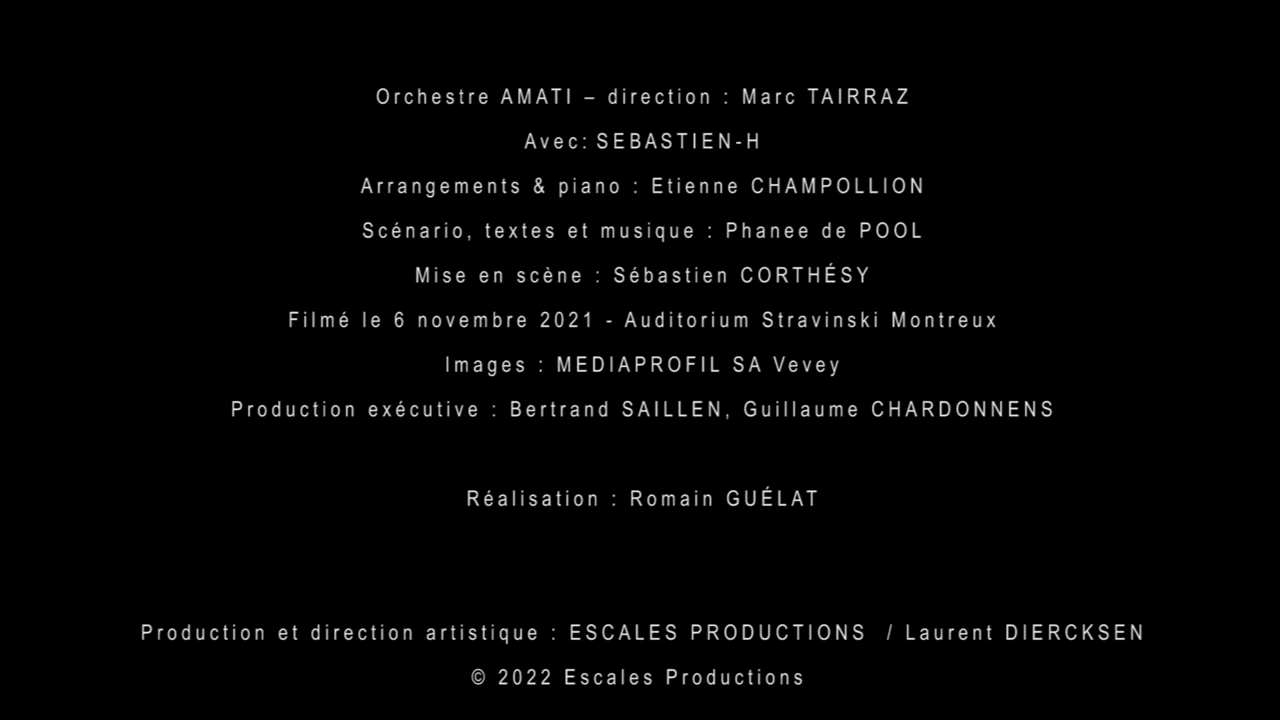 Orchestre AMATI – direction : Marc TAIRRAZ
Avec: SEBASTIEN-H
Arrangements & piano : Etienne CHAMPOLLION
Scénario, textes et musique : Phanee de POOL
Mise en scène : Sébastien CORTHÉSY
Filmé le 6 novembre 2021 - Auditorium Stravinski Montreux
Images : MEDIAPROFIL SA Vevey
Production exécutive : Bertrand SAILLEN, Guillaume CHARDONNENS
Réalisation : Romain GUÉLAT
Production et direction artistique : ESCALES PRODUCTIONS / Laurent DIERCKSEN
© 2022 Escales Productions